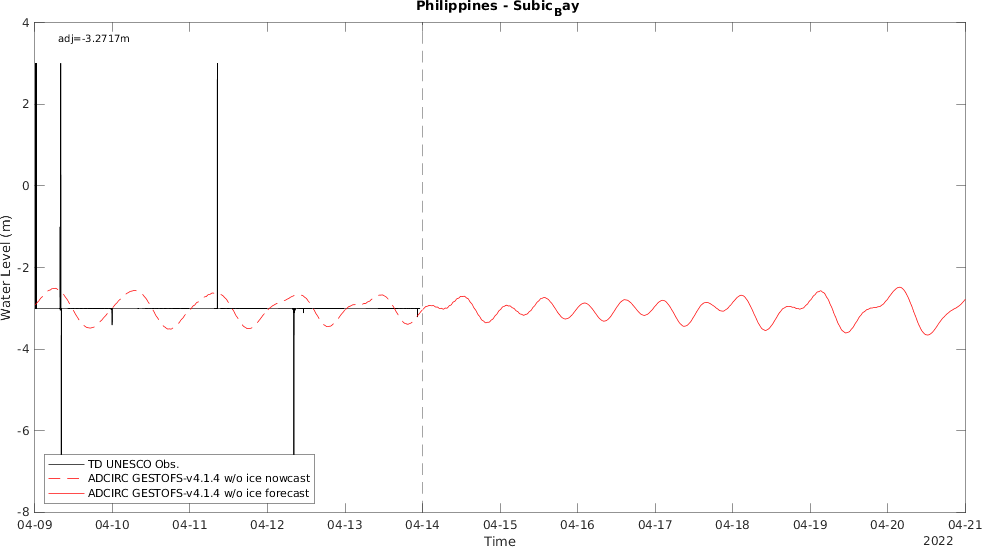 Philippines - Subic_Bay
adj=-3.2717m
4
2
0
-2
-4
-6
-8
Water Level (m)
TD UNESCO Obs.
ADCIRC GESTOFS-v4.1.4 w/o ice nowcast
ADCIRC GESTOFS-v4.1.4 w/o ice forecast
04-09 04-10 04-11 04-12 04-13 04-14 04-15 04-16 04-17 04-18 04-19 04-20 04-21
Time
2022